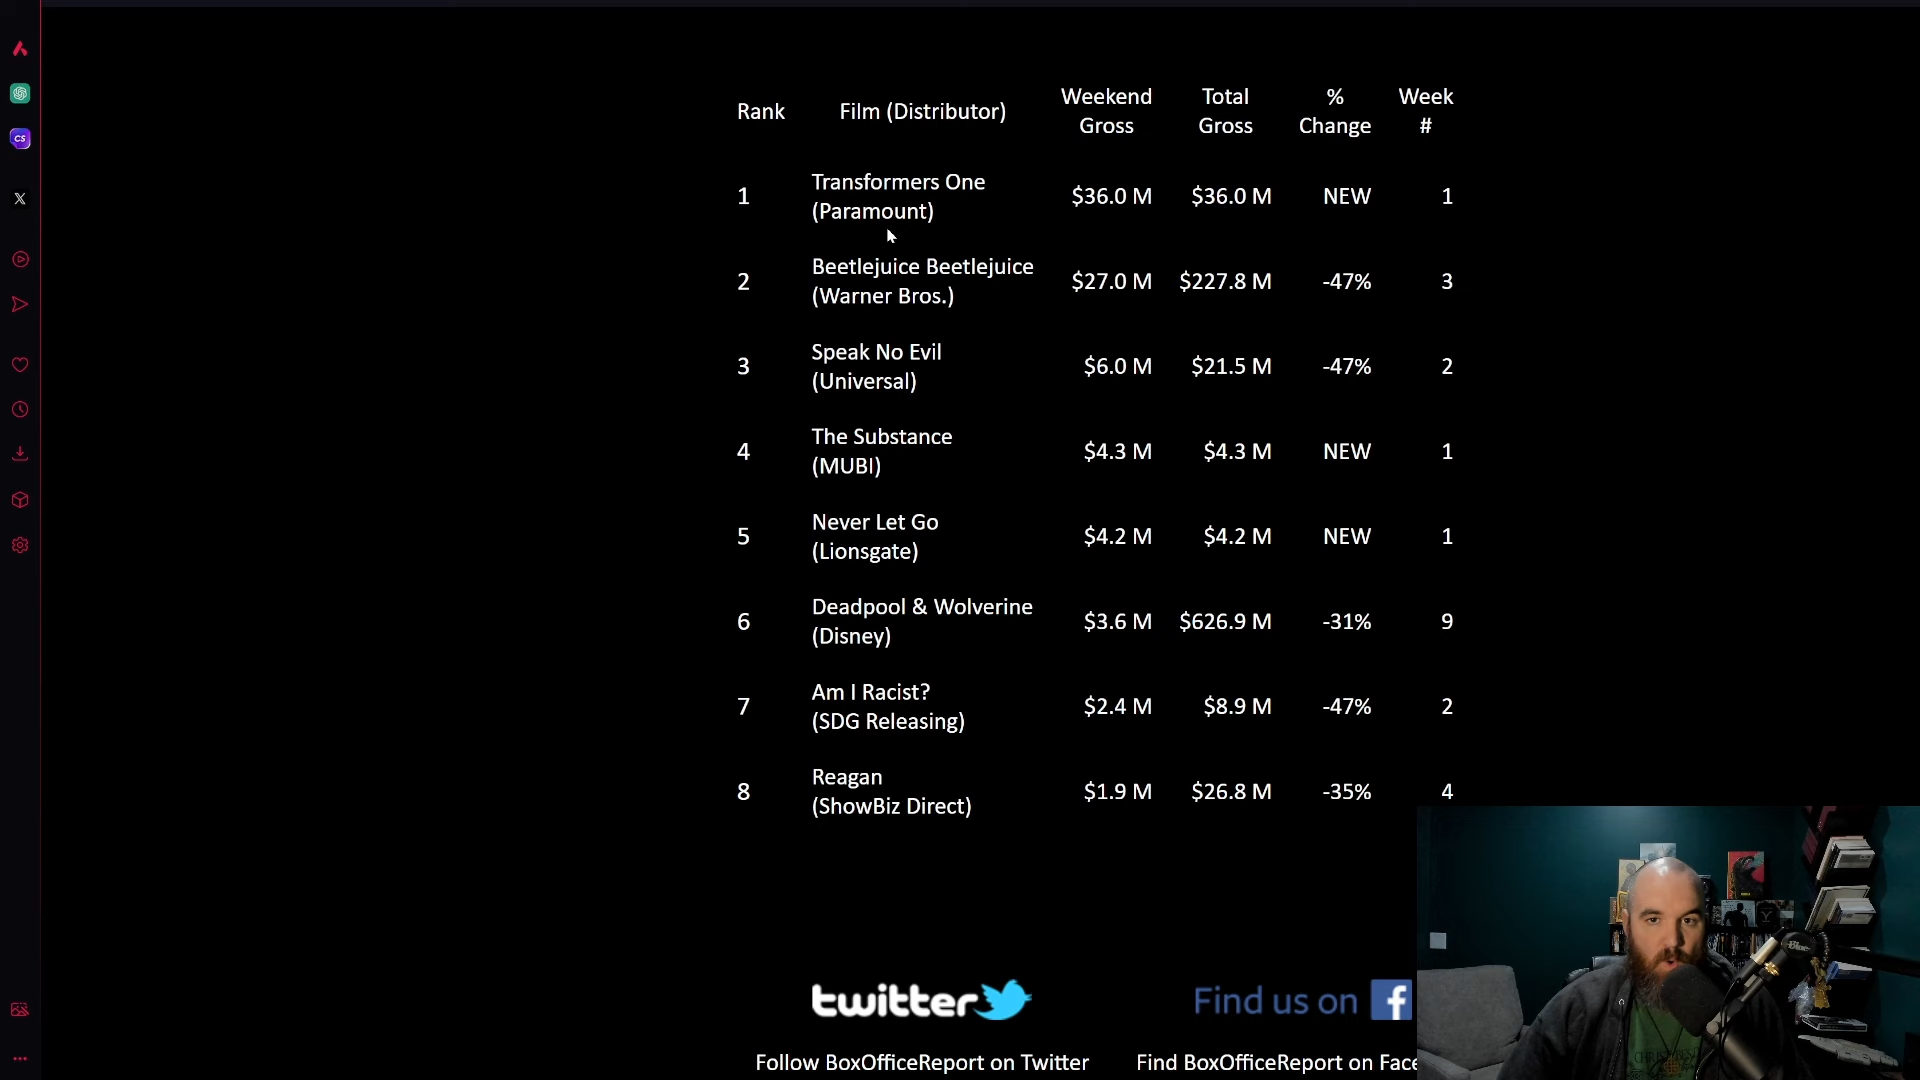 Rank Film (Distributor) Weekend Gross Total Gross % Change Week #
1 Transformers One (Paramount) $36.0 M $36.0 M NEW 1
2 Beetlejuice Beetlejuice (Warner Bros.) $27.0 M $227.8 M -47% 3
3 Speak No Evil (Universal) $6.0 M $21.5 M -47% 2
4 The Substance (MUBI) $4.3 M $4.3 M NEW 1
5 Never Let Go (Lionsgate) $4.2 M $4.2 M NEW 1
6 Deadpool & Wolverine (Disney) $3.6 M $626.9 M -31% 9
7 Am I Racist? (SDG Releasing) $2.4 M $8.9 M -47% 2
8 Reagan (ShowBiz Direct) $1.9 M $26.8 M -35% 4
twitter Find us on f
Follow BoxOfficeReport on Twitter Find BoxOfficeReport on Face
CS
X
Blue